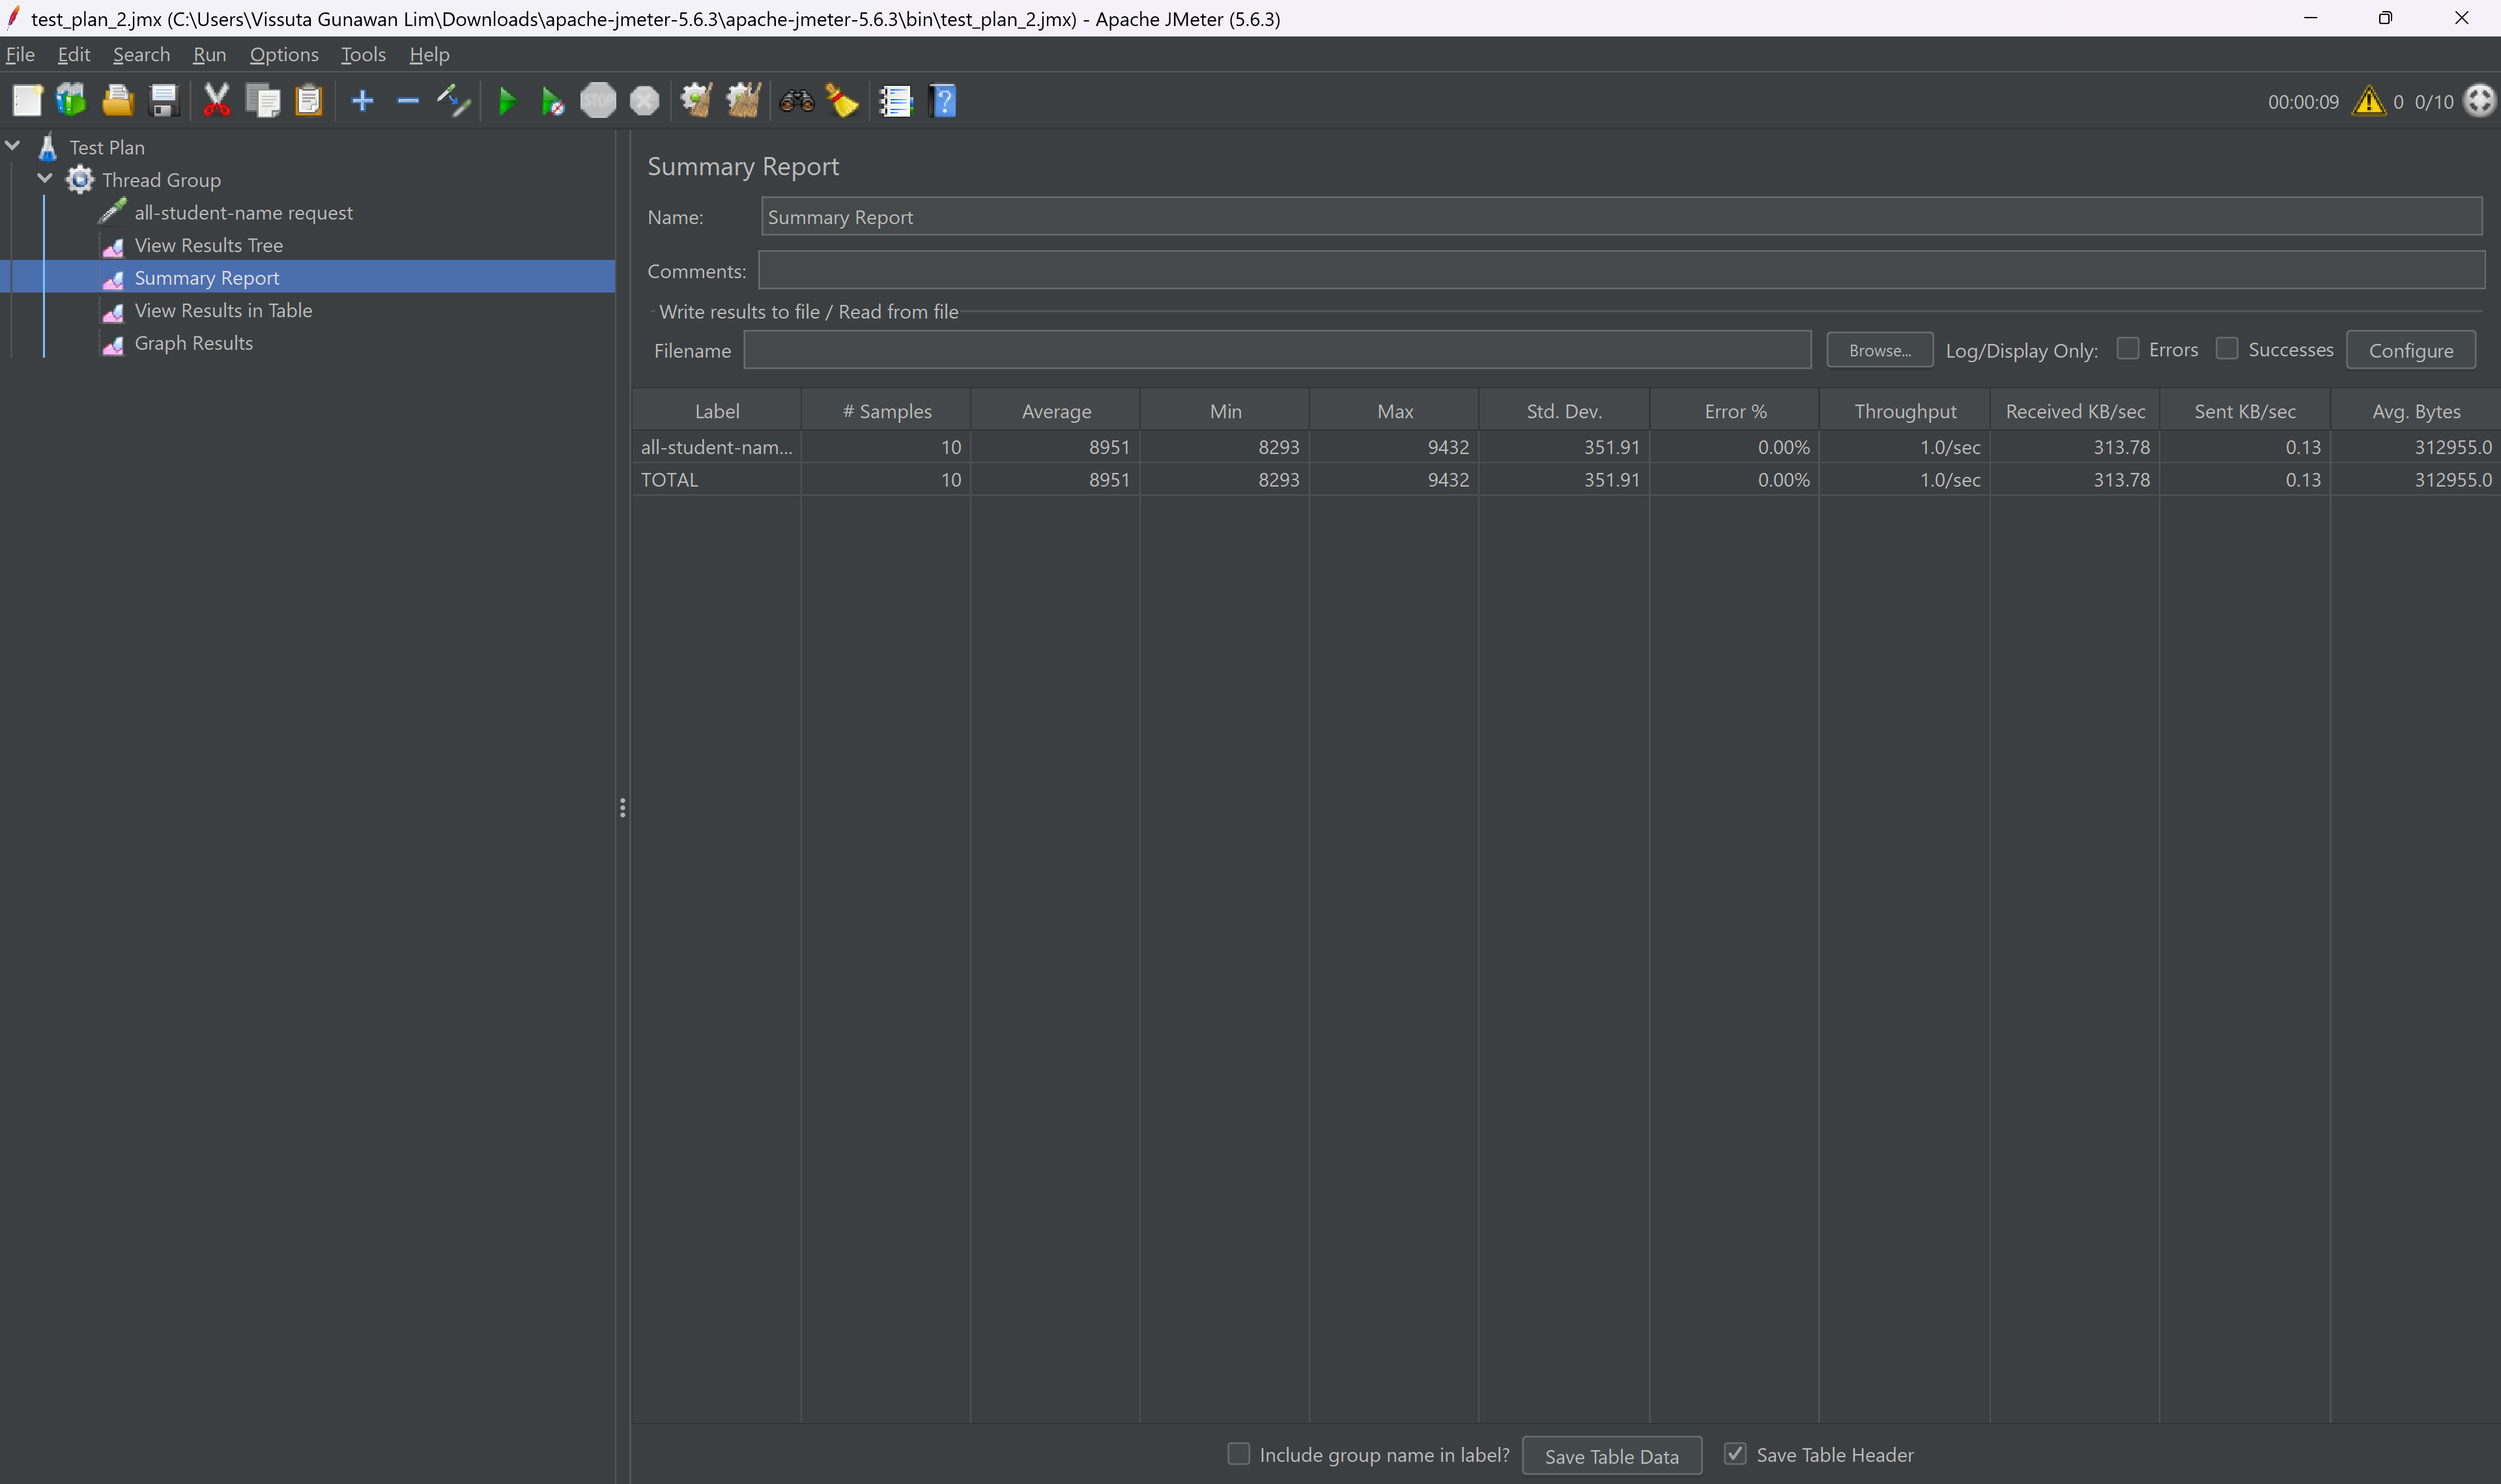 test_plan_2.jmx (C:\Users\Vissuta Gunawan Lim\Downloads\apache-jmeter-5.6.3\apache-jmeter-5.6.3\bin\test_plan_2.jmx) - Apache JMeter (5.6.3)
File Edit Search Run Options Tools Help
STOP
00:00:09 0 0/10
Test Plan
Thread Group
all-student-name request
View Results Tree
Summary Report
View Results in Table
Graph Results
Summary Report
Name: Summary Report
Comments:
Write results to file / Read from file
Filename Browse... Log/Display Only: Errors Successes Configure
Label # Samples Average Min Max Std. Dev. Error % Throughput Received KB/sec Sent KB/sec Avg. Bytes
all-student-nam... 10 8951 8293 9432 351.91 0.00% 1.0/sec 313.78 0.13 312955.0
TOTAL 10 8951 8293 9432 351.91 0.00% 1.0/sec 313.78 0.13 312955.0
Include group name in label? Save Table Data Save Table Header